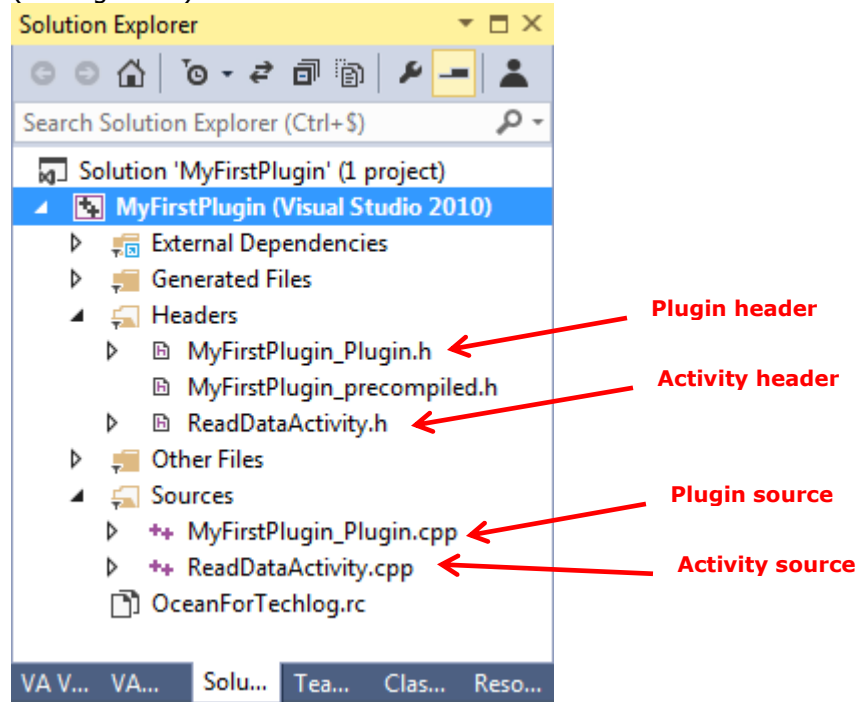 Solution Explorer
Search Solution Explorer (Ctrl+$)
Solution 'MyFirstPlugin' (1 project)
MyFirstPlugin (Visual Studio 2010)
External Dependencies
Generated Files
Headers
Plugin header
MyFirstPlugin_Plugin.h
Activity header
MyFirstPlugin_precompiled.h
ReadDataActivity.h
Other Files
Sources
Plugin source
MyFirstPlugin_Plugin.cpp
ReadDataActivity.cpp
Activity source
OceanForTechlog.rc
VA V... VA... Solu... Tea... Clas... Reso...